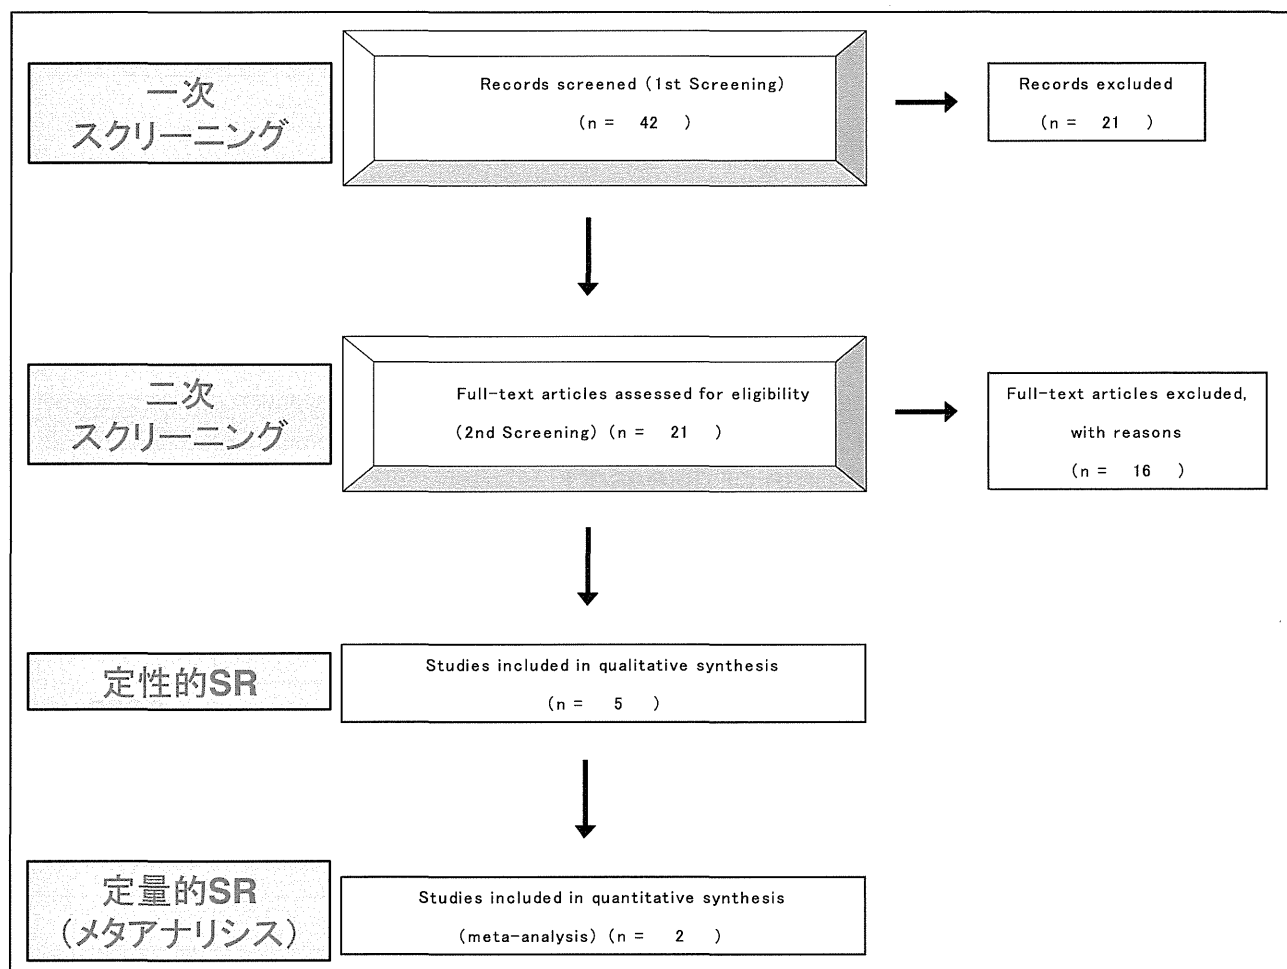 一次
スクリーニング
Records screened (1st Screening)
(n = 42 )
Records excluded
(n = 21 )
二次
スクリーニング
Full-text articles assessed for eligibility
(2nd Screening) (n = 21 )
Full-text articles excluded,
with reasons
(n = 16 )
定性的SR
Studies included in qualitative synthesis
(n = 5 )
定量的SR
(メタアナリシス)
Studies included in quantitative synthesis
(meta-analysis) (n = 2 )